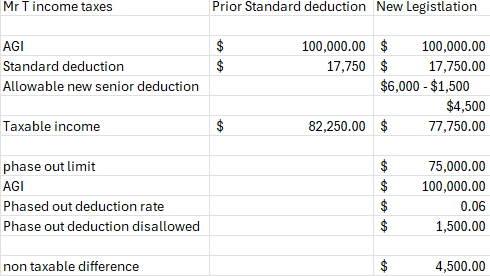 Mr T income taxes Prior Standard deduction New Legistlation
AGI $ 100,000.00 $ 100,000.00
Standard deduction $ 17,750 $ 17,750.00
Allowable new senior deduction $6,000 - $1,500
$4,500
Taxable income $ 82,250.00 $ 77,750.00
phase out limit $ 75,000.00
AGI $ 100,000.00
Phased out deduction rate $ 0.06
Phase out deduction disallowed $ 1,500.00
non taxable difference $ 4,500.00